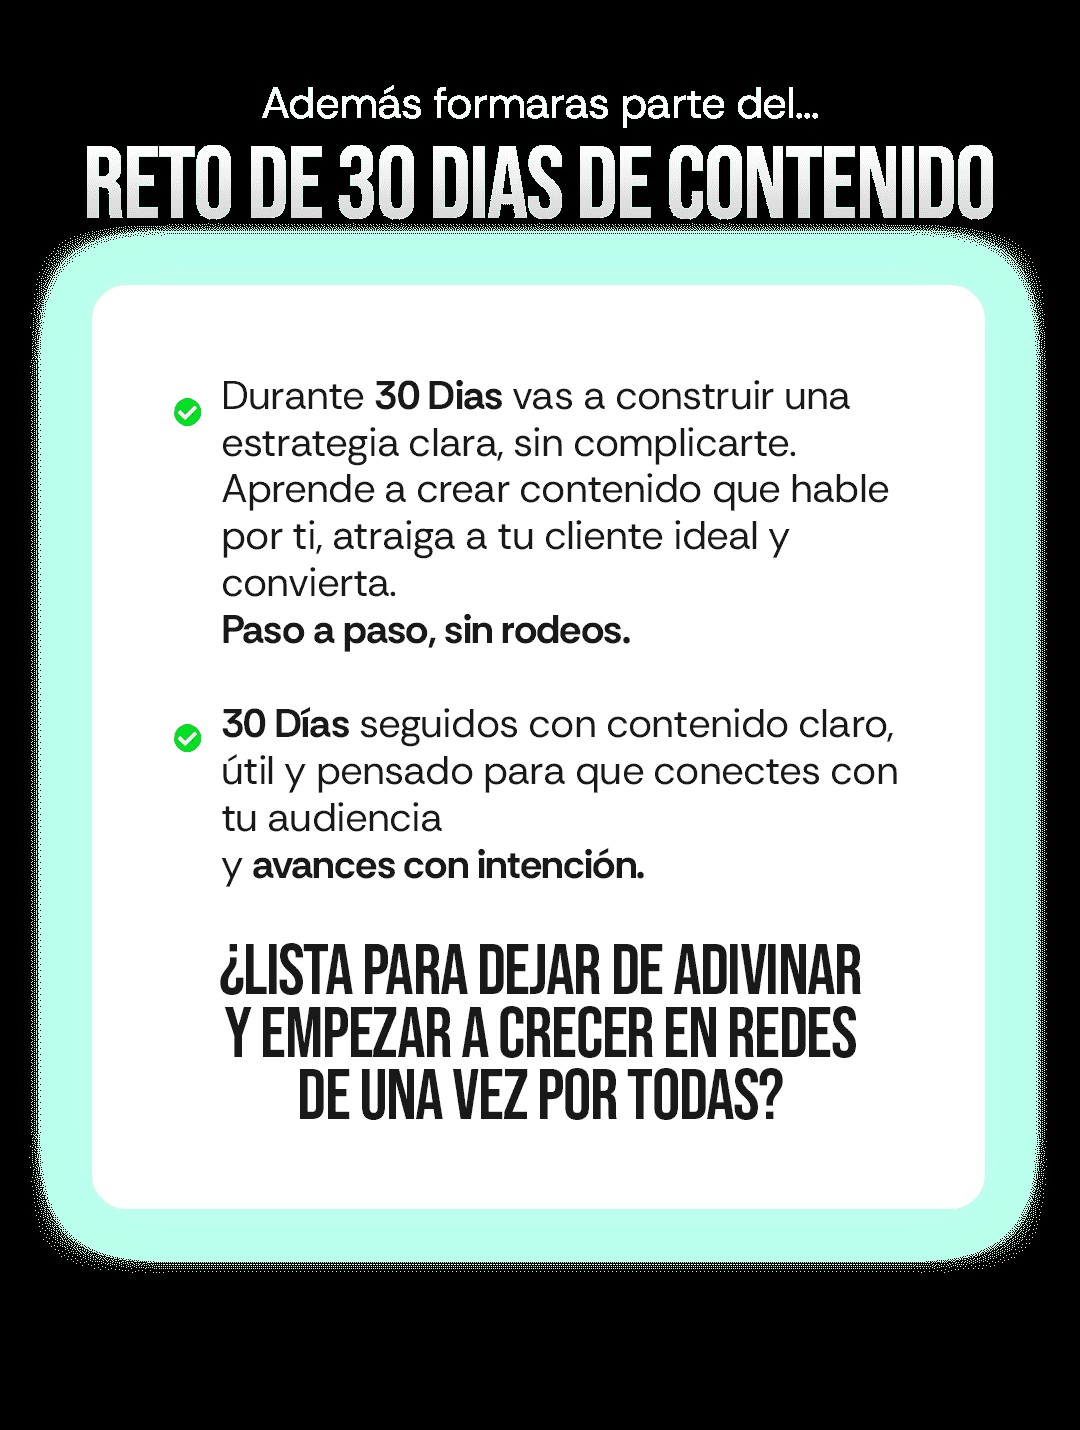 Además formaras parte del...
RETO DE 30 DIAS DE CONTENIDO
Durante 30 Dias vas a construir una
estrategia clara, sin complicarte.
Aprende a crear contenido que hable
por ti, atraiga a tu cliente ideal y
convierta.
Paso a paso, sin rodeos.
30 Días seguidos con contenido claro,
útil y pensado para que conectes con
tu audiencia
y avances con intención.
¿LISTA PARA DEJAR DE ADIVINAR
Y EMPEZAR A CRECER EN REDES
DE UNA VEZ POR TODAS?